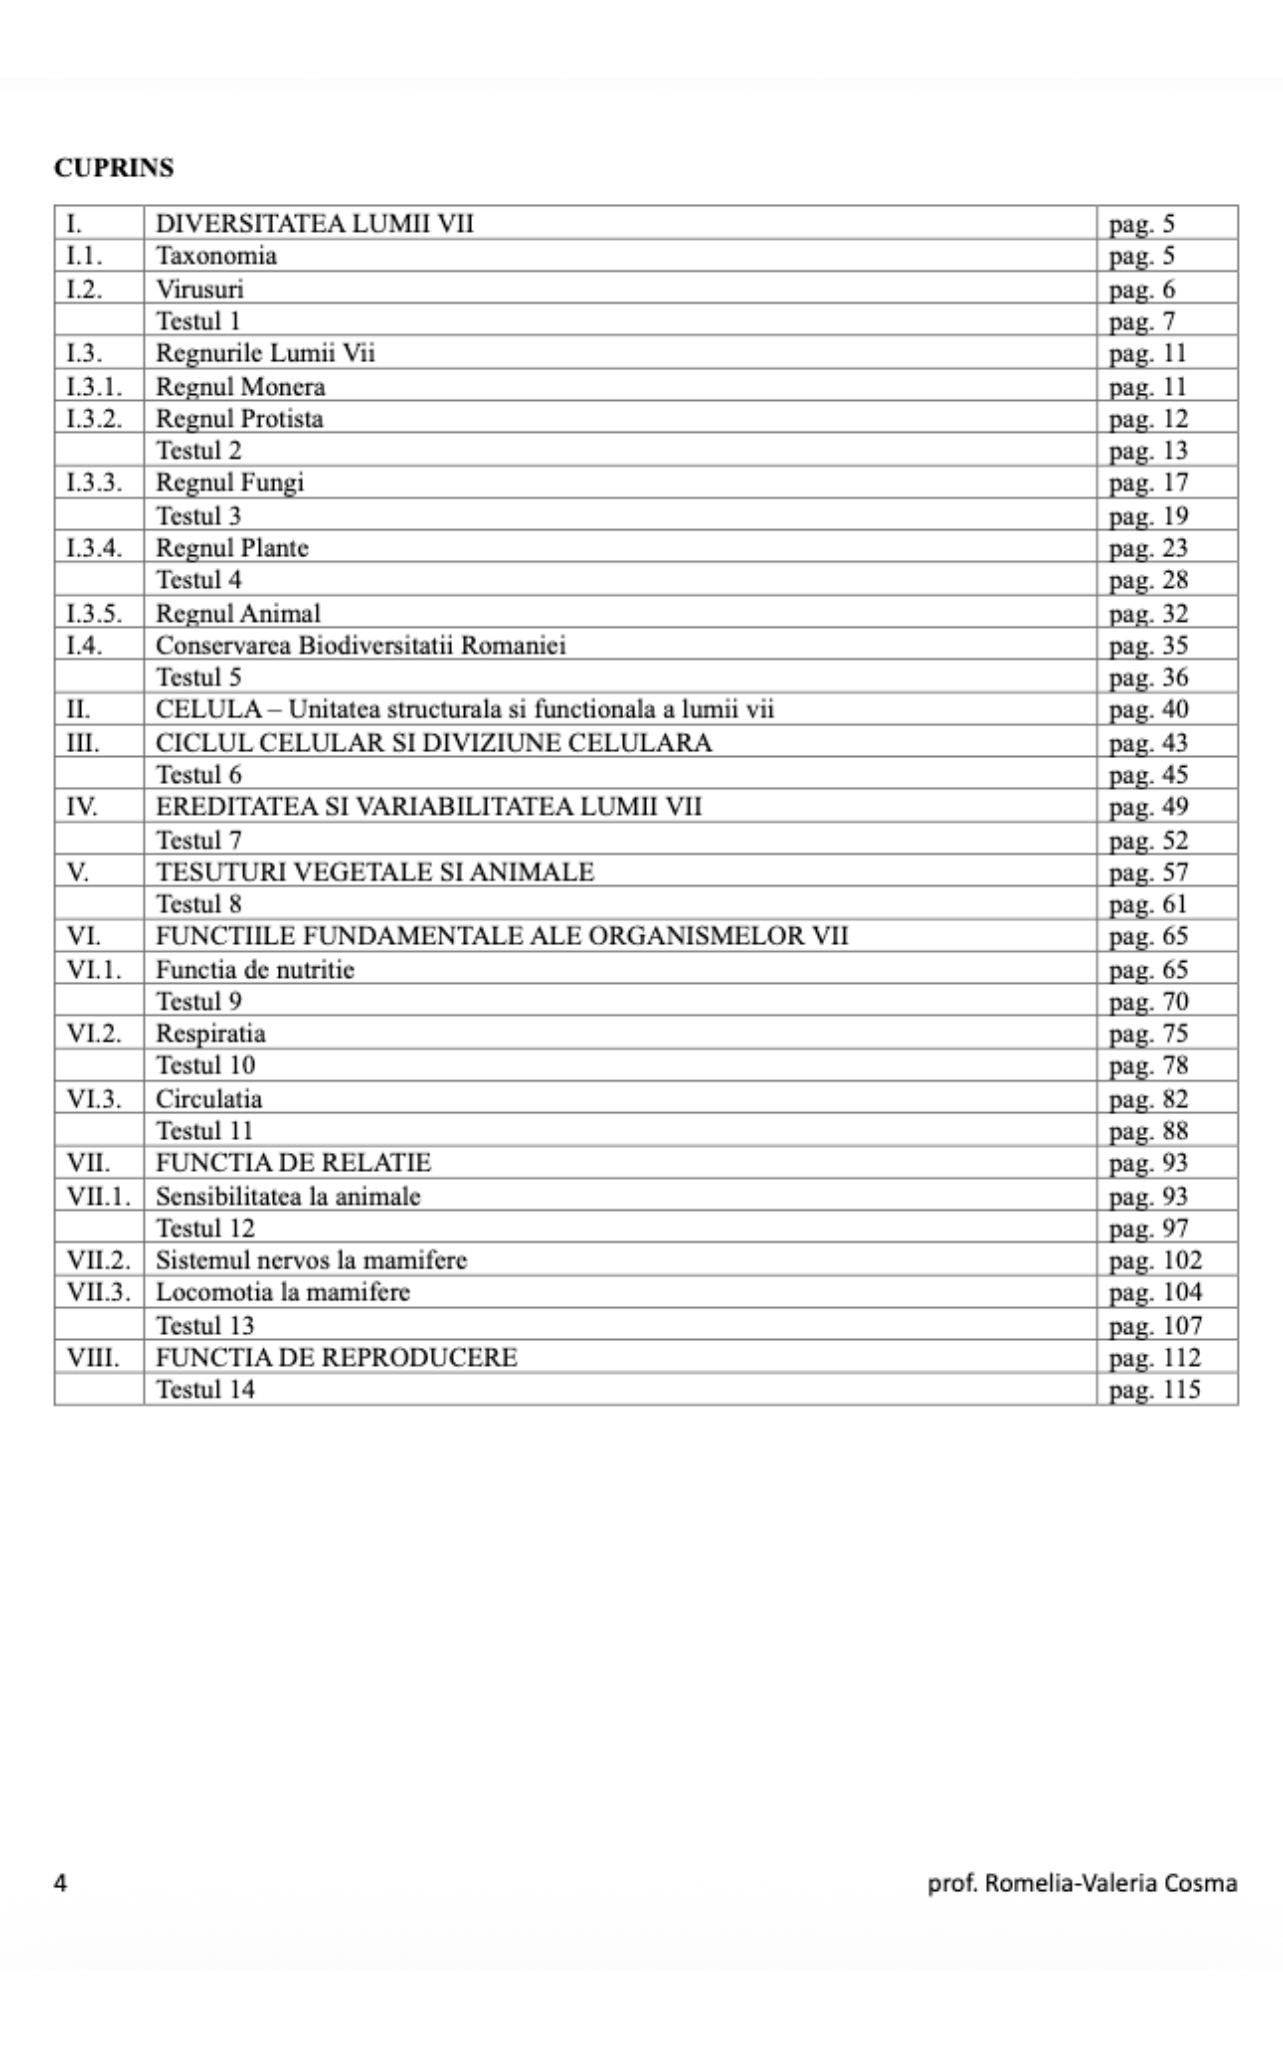 CUPRINS
I. DIVERSITATEA LUMII VII pag. 5
I.1. Taxonomia pag. 5
I.2. Virusuri pag. 6
Testul 1 pag. 7
I.3. Regnurile Lumii Vii pag. 11
I.3.1. Regnul Monera pag. 11
I.3.2. Regnul Protista pag. 12
Testul 2 pag. 13
I.3.3. Regnul Fungi pag. 17
Testul 3 pag. 19
I.3.4. Regnul Plante pag. 23
Testul 4 pag. 28
I.3.5. Regnul Animal pag. 32
I.4. Conservarea Biodiversitatii Romaniei pag. 35
Testul 5 pag. 36
II. CELULA – Unitatea structurala si functionala a lumii vii pag. 40
III. CICLUL CELULAR SI DIVIZIUNE CELULARA pag. 43
Testul 6 pag. 45
IV. EREDITATEA SI VARIABILITATEA LUMII VII pag. 49
Testul 7 pag. 52
V. TESUTURI VEGETALE SI ANIMALE pag. 57
Testul 8 pag. 61
VI. FUNCTIILE FUNDAMENTALE ALE ORGANISMELOR VII pag. 65
VI.1. Functia de nutritie pag. 65
Testul 9 pag. 70
VI.2. Respiratia pag. 75
Testul 10 pag. 78
VI.3. Circulatia pag. 82
Testul 11 pag. 88
VII. FUNCTIA DE RELATIE pag. 93
VII.1. Sensibilitatea la animale pag. 93
Testul 12 pag. 97
VII.2. Sistemul nervos la mamifere pag. 102
VII.3. Locomotia la mamifere pag. 104
Testul 13 pag. 107
VIII. FUNCTIA DE REPRODUCERE pag. 112
Testul 14 pag. 115
4 prof. Romelia-Valeria Cosma